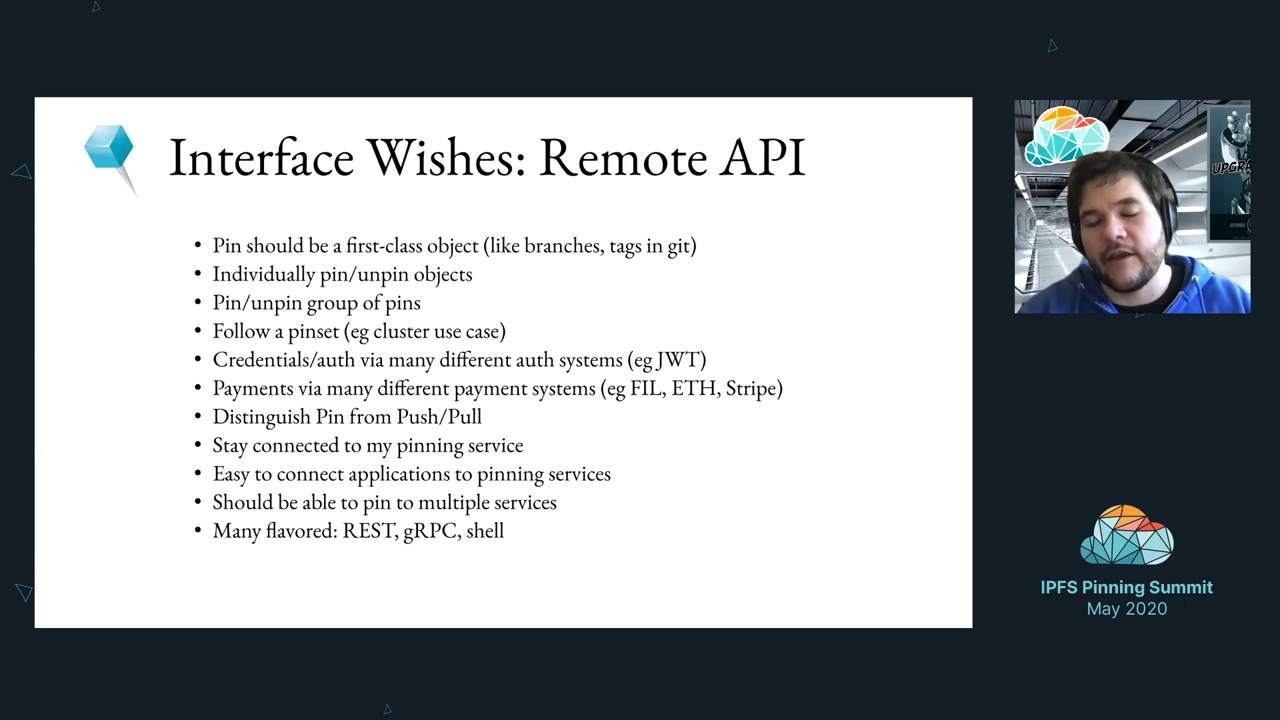 Interface Wishes: Remote API
• Pin should be a first-class object (like branches, tags in git)
• Individually pin/unpin objects
• Pin/unpin group of pins
• Follow a pinset (eg cluster use case)
• Credentials/auth via many different auth systems (eg JWT)
• Payments via many different payment systems (eg FIL, ETH, Stripe)
• Distinguish Pin from Push/Pull
• Stay connected to my pinning service
• Easy to connect applications to pinning services
• Should be able to pin to multiple services
• Many flavored: REST, gRPC, shell
UPGRA
IPFS Pinning Summit
May 2020